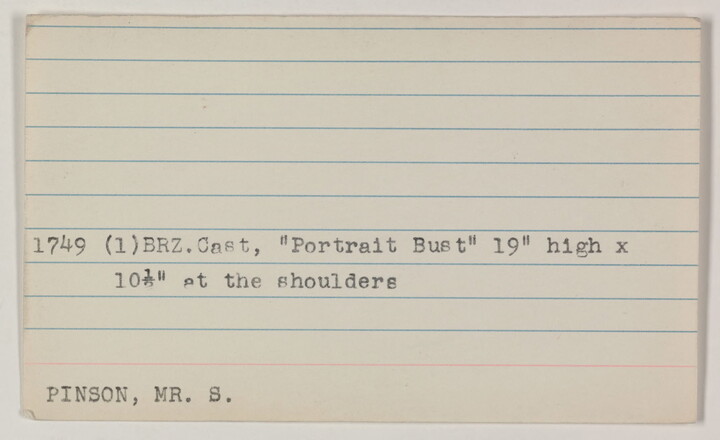 1749 (1)BRZ.Cast, "Portrait Bust" 19" high x
10½" at the shoulders
PINSON, MR. S.